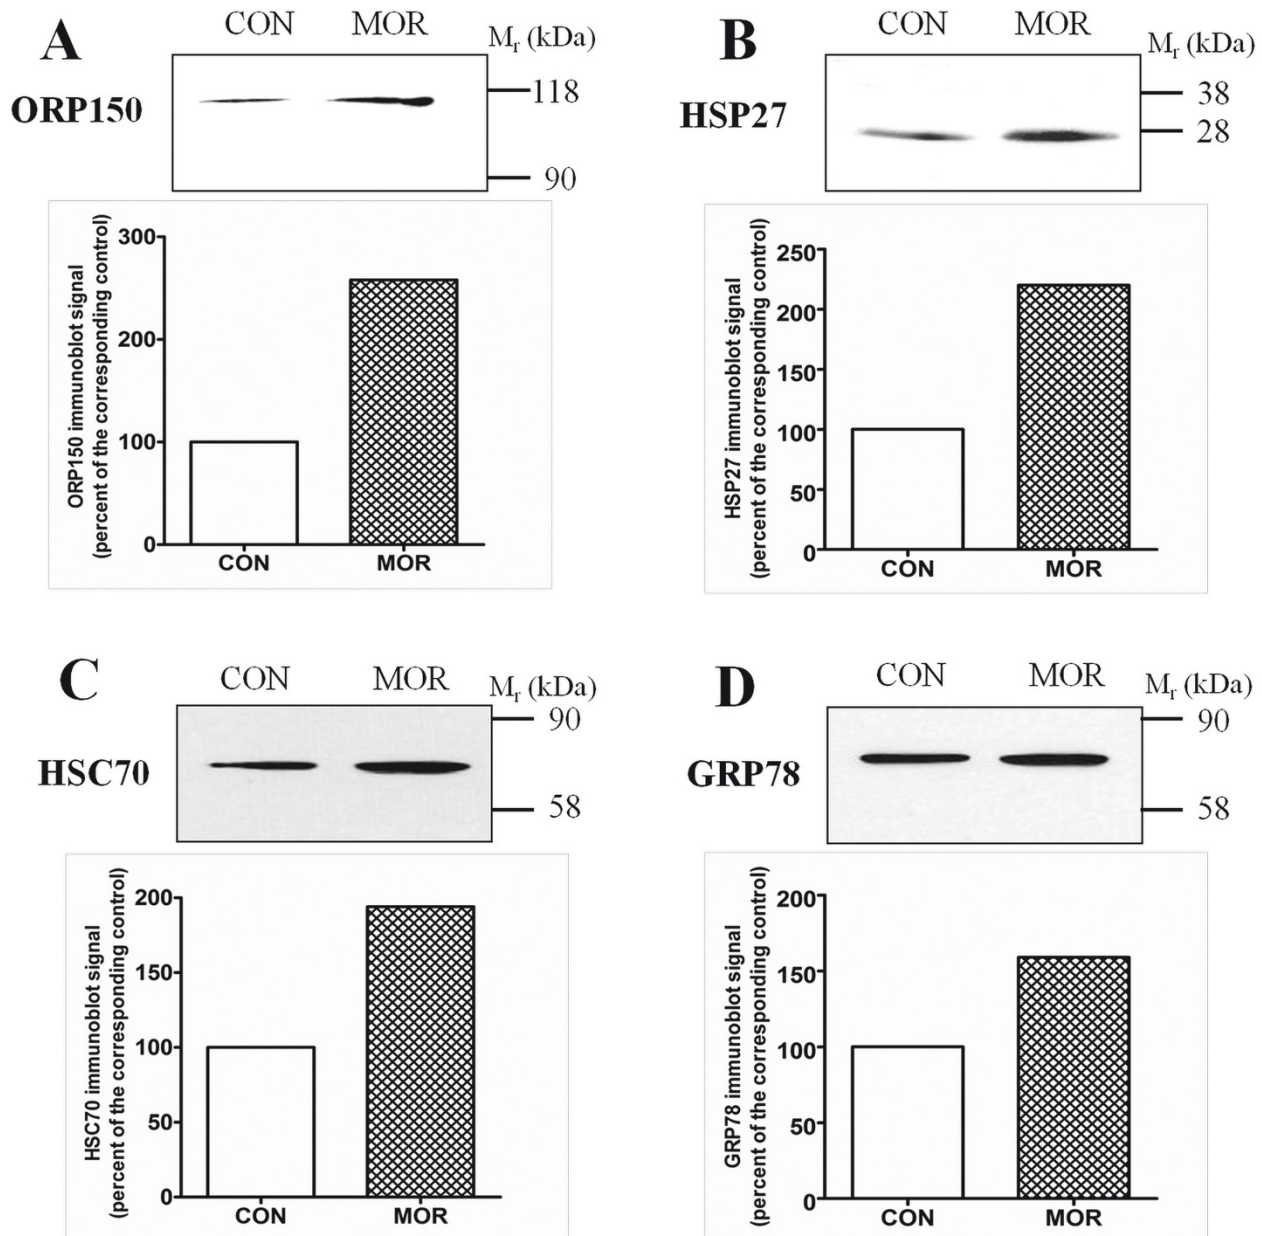 A
CON MOR
Mr (kDa)
ORP150
118
90
ORP150 immunoblot signal
(percent of the corresponding control)
300
200
100
0
CON MOR
B
CON MOR
Mr (kDa)
HSP27
38
28
HSP27 immunoblot signal
(percent of the corresponding control)
250
200
150
100
50
0
CON MOR
C
CON MOR
Mr (kDa)
HSC70
90
58
HSC70 immunoblot signal
(percent of the corresponding control)
200
150
100
50
0
CON MOR
D
CON MOR
Mr (kDa)
GRP78
90
58
GRP78 immunoblot signal
(percent of the corresponding control)
200
150
100
50
0
CON MOR